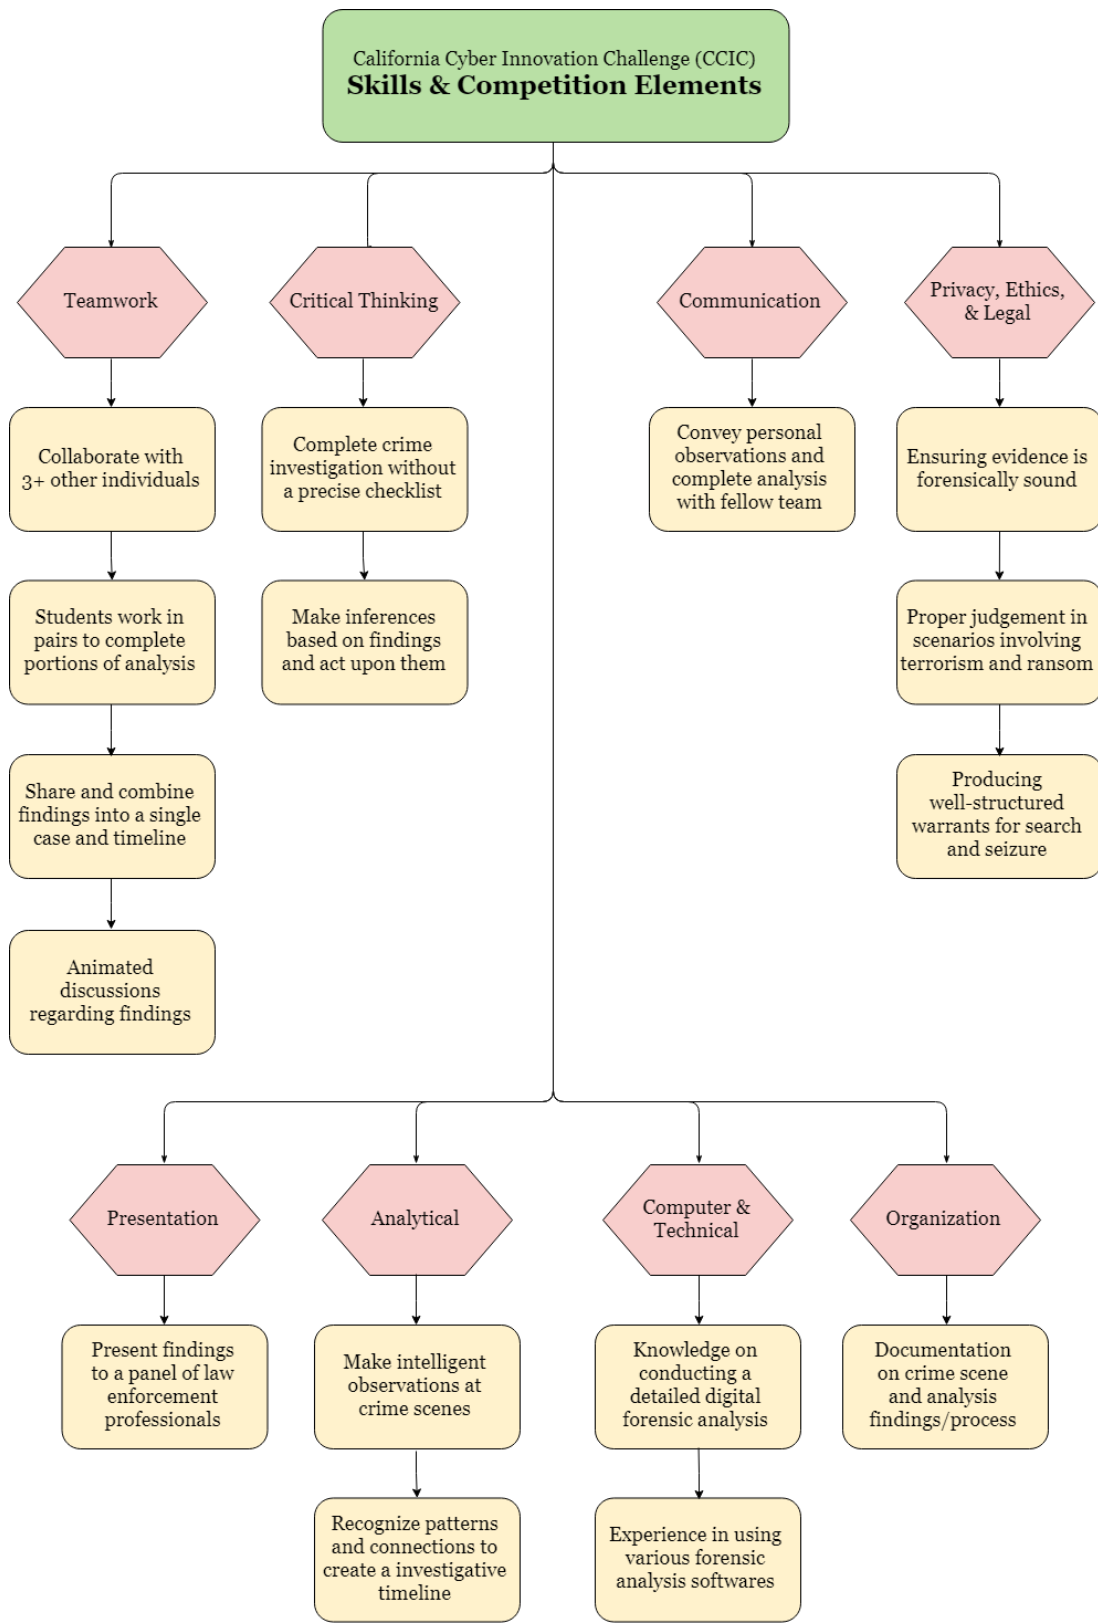 California Cyber Innovation Challenge (CCIC)
Skills & Competition Elements
Teamwork
Critical Thinking
Communication
Privacy, Ethics,
& Legal
Collaborate with
3+ other individuals
Complete crime
investigation without
a precise checklist
Convey personal
observations and
complete analysis
with fellow team
Ensuring evidence is
forensically sound
Students work in
pairs to complete
portions of analysis
Make inferences
based on findings
and act upon them
Proper judgement in
scenarios involving
terrorism and ransom
Share and combine
findings into a single
case and timeline
Producing
well-structured
warrants for search
and seizure
Animated
discussions
regarding findings
Presentation
Analytical
Computer &
Technical
Organization
Present findings
to a panel of law
enforcement
professionals
Make intelligent
observations at
crime scenes
Knowledge on
conducting a
detailed digital
forensic analysis
Documentation
on crime scene
and analysis
findings/process
Recognize patterns
and connections to
create a investigative
timeline
Experience in using
various forensic
analysis softwares